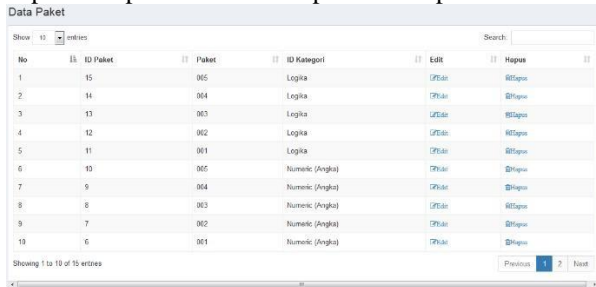 Data Paket
Show 10 entries Search:
No ID Paket Paket ID Kategori Edit Hapus
1 15 005 Logika Edit Hapus
2 14 004 Logika Edit Hapus
3 13 003 Logika Edit Hapus
4 12 002 Logika Edit Hapus
5 11 001 Logika Edit Hapus
6 10 005 Numeric (Angka) Edit Hapus
7 9 004 Numeric (Angka) Edit Hapus
8 8 003 Numeric (Angka) Edit Hapus
9 7 002 Numeric (Angka) Edit Hapus
10 6 001 Numeric (Angka) Edit Hapus
Showing 1 to 10 of 15 entries Previous 1 2 Next